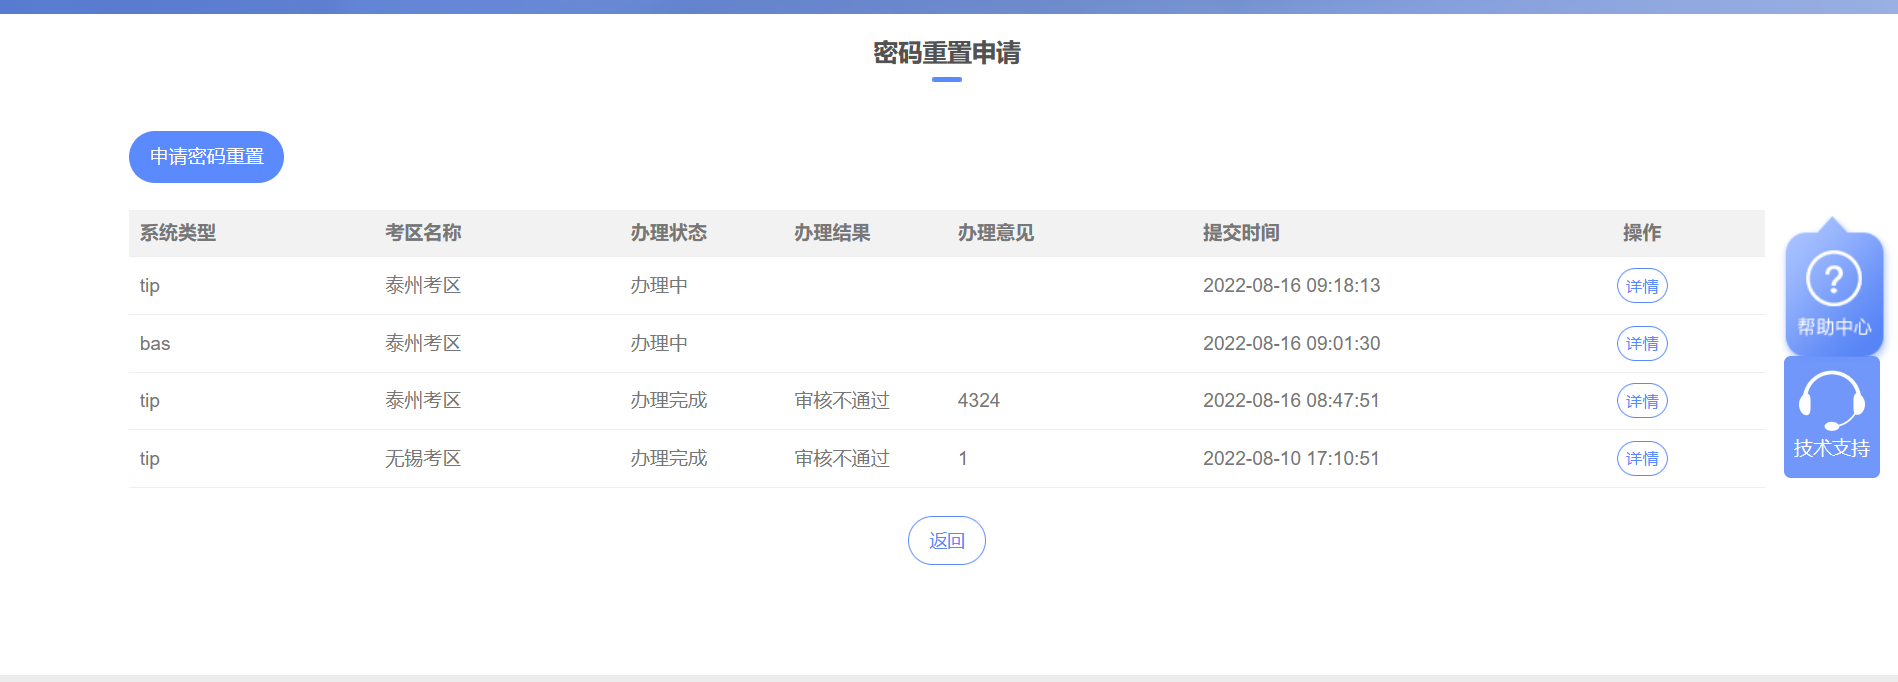 密码重置申请
申请密码重置
系统类型 考区名称 办理状态 办理结果 办理意见 提交时间 操作
tip 泰州考区 办理中 2022-08-16 09:18:13 详情
bas 泰州考区 办理中 2022-08-16 09:01:30 详情
tip 泰州考区 办理完成 审核不通过 4324 2022-08-16 08:47:51 详情
tip 无锡考区 办理完成 审核不通过 1 2022-08-10 17:10:51 详情
返回
?
帮助中心
技术支持